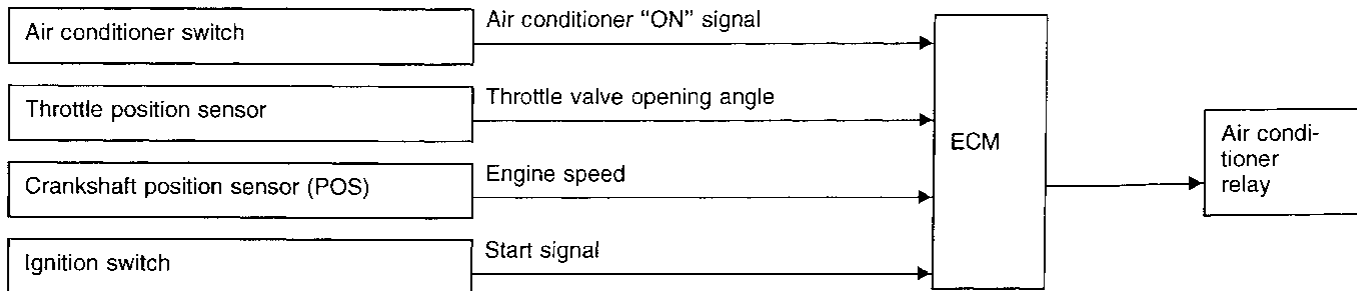 Air conditioner switch
Air conditioner “ON” signal
Throttle position sensor
Throttle valve opening angle
Crankshaft position sensor (POS)
Engine speed
Ignition switch
Start signal
ECM
Air condi-
tioner
relay